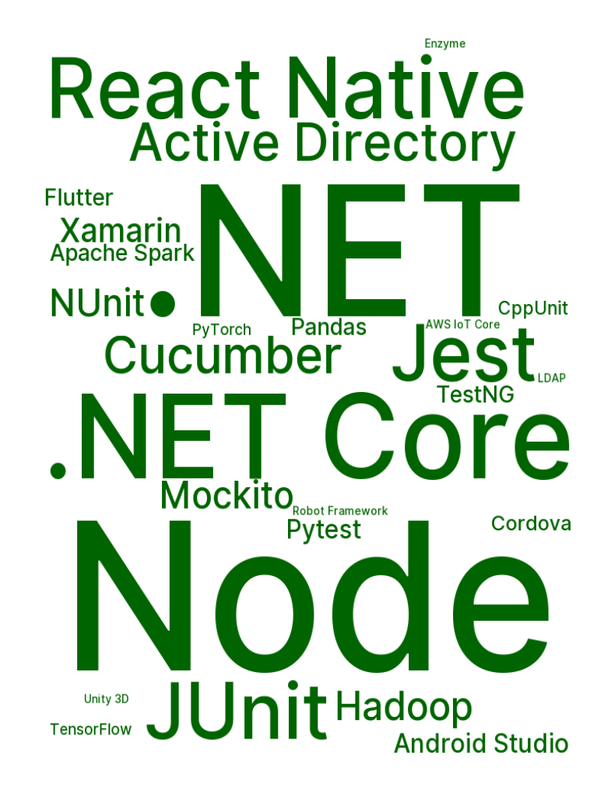 Enzyme
React Native
Active Directory
Flutter
.NET
Xamarin
Apache Spark
NUnit
CppUnit
PyTorch
Pandas
AWS IoT Core
Cucumber
Jest
LDAP
TestNG
.NET Core
Mockito
Robot Framework
Pytest
Cordova
Node
Unity 3D
JUnit
Hadoop
TensorFlow
Android Studio